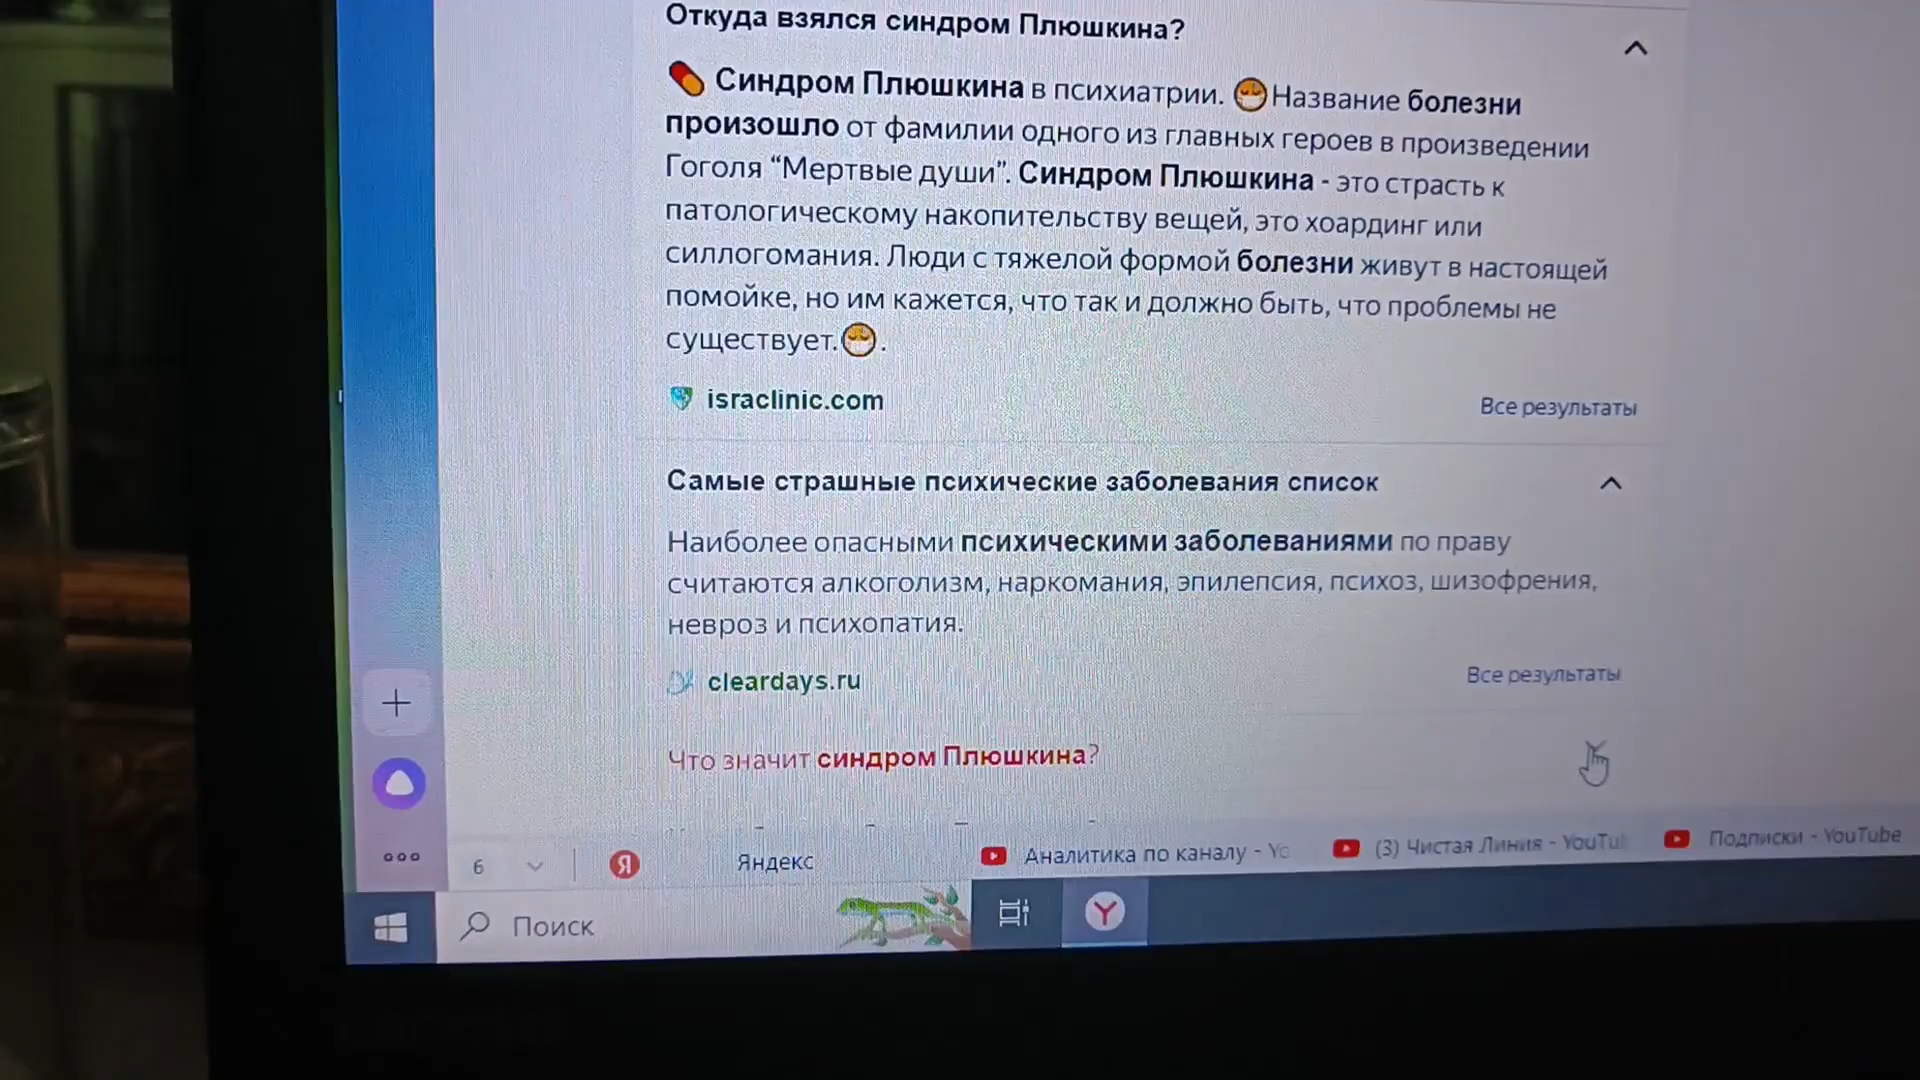 Откуда взялся синдром Плюшкина?
Синдром Плюшкина в психиатрии. Название болезни
произошло от фамилии одного из главных героев в произведении
Гоголя “Мертвые души”. Синдром Плюшкина - это страсть к
патологическому накопительству вещей, это хоардинг или
силлогомания. Люди с тяжелой формой болезни живут в настоящей
помойке, но им кажется, что так и должно быть, что проблемы не
существует. .
israclinic.com
Все результаты
Самые страшные психические заболевания список
Наиболее опасными психическими заболеваниями по праву
считаются алкоголизм, наркомания, эпилепсия, психоз, шизофрения,
невроз и психопатия.
cleardays.ru
Все результаты
Что значит синдром Плюшкина?
6
Я
Яндекс
Аналитика по каналу - Yo
(3) Чистая Линия - YouTu
Подписки - YouTube
Поиск
Y